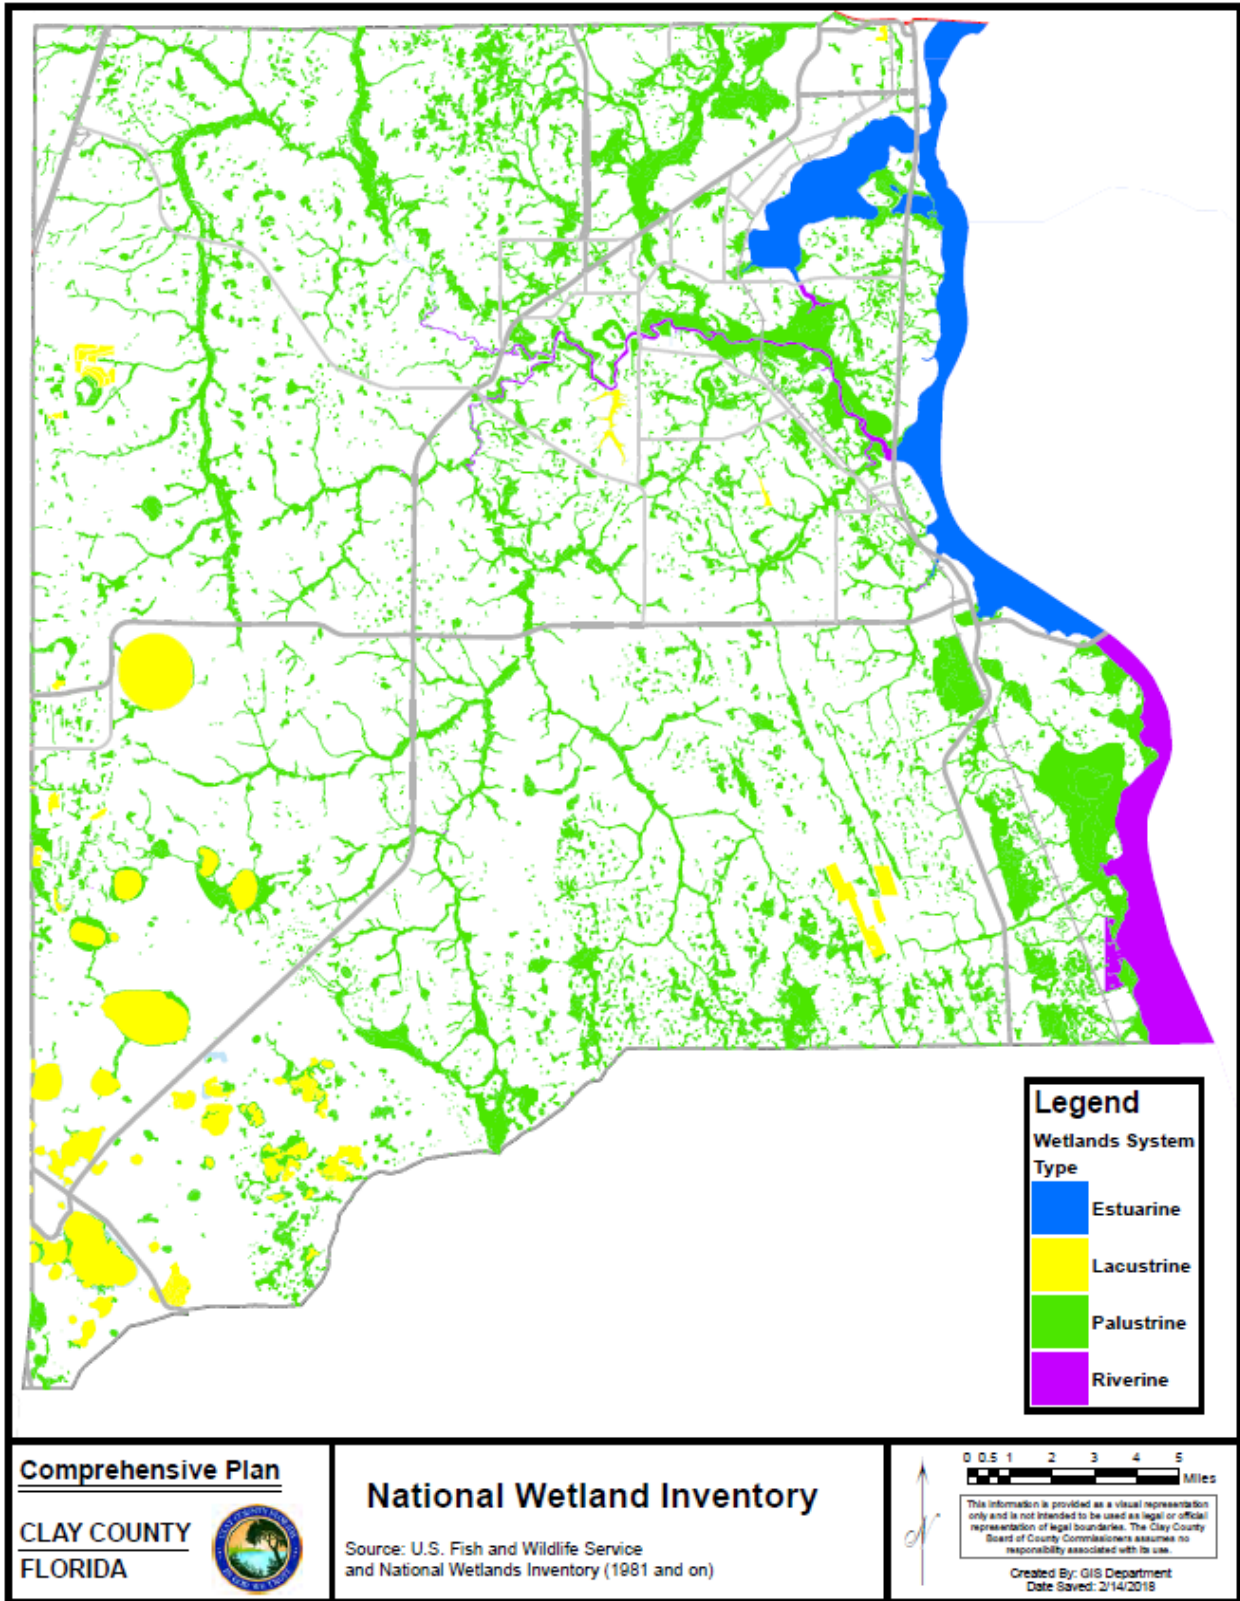 Legend
Wetlands System
Type
Estuarine
Lacustrine
Palustrine
Riverine
Comprehensive Plan
CLAY COUNTY
FLORIDA
National Wetland Inventory
Source: U.S. Fish and Wildlife Service
and National Wetlands Inventory (1981 and on)
0 0.5 1 2 3 4 5
Miles
N
This information is provided as a visual representation
only and is not intended to be used as legal or official
representation of legal boundaries. The Clay County
Board of County Commissioners assumes no
responsibility associated with its use.
Created By: GIS Department
Date Saved: 2/14/2018